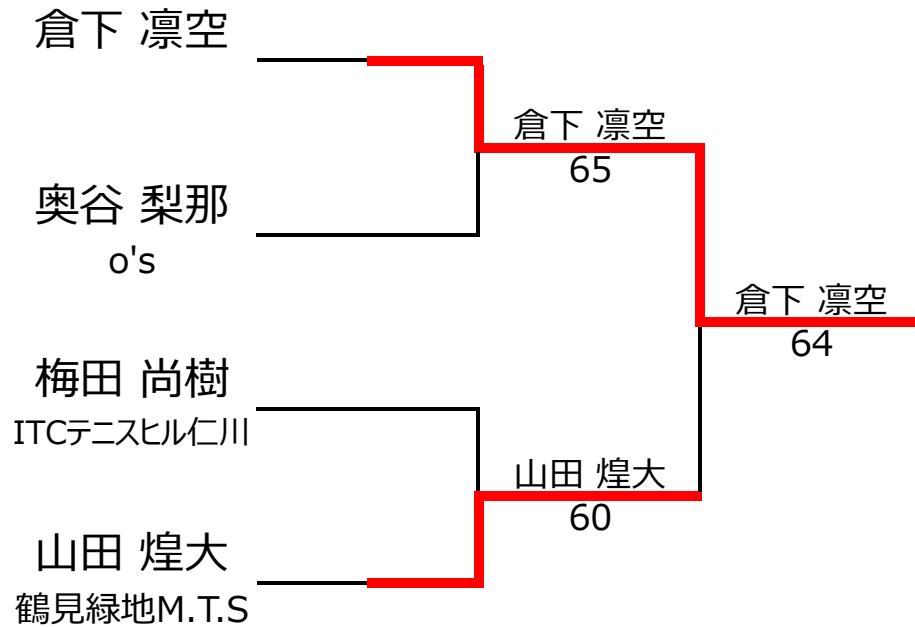 倉下 凛空
奥谷 梨那
o's
梅田 尚樹
ITCテニスヒル仁川
山田 煌大
鶴見緑地M.T.S
倉下 凛空
65
山田 煌大
60
倉下 凛空
64